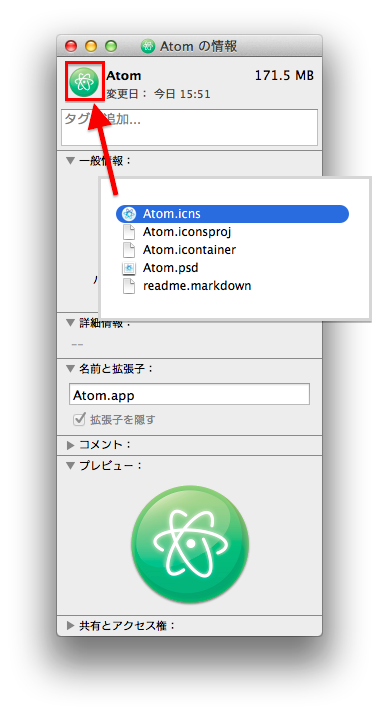 Atom の情報
Atom
171.5 MB
変更日： 今日 15:51
タグ 追加...
一般情報：
Atom.icns
Atom.iconsproj
Atom.icontainer
Atom.psd
readme.markdown
詳細情報：
--
名前と拡張子：
Atom.app
拡張子を隠す
コメント：
プレビュー：
共有とアクセス権：